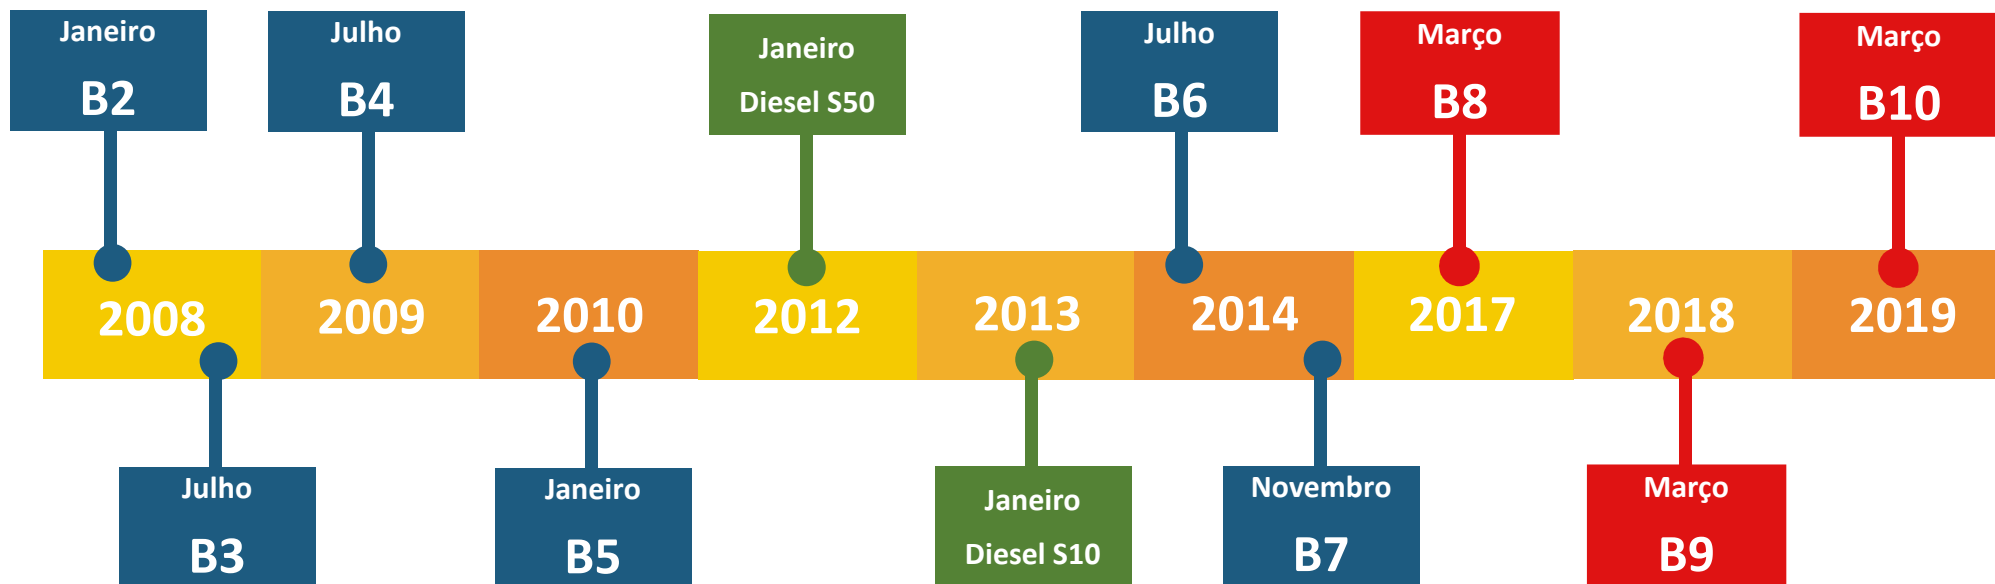 Janeiro
B2
Julho
B4
Janeiro
Diesel S50
Julho
B6
Março
B8
Março
B10
2008
2009
2010
2012
2013
2014
2017
2018
2019
Julho
B3
Janeiro
B5
Janeiro
Diesel S10
Novembro
B7
Março
B9